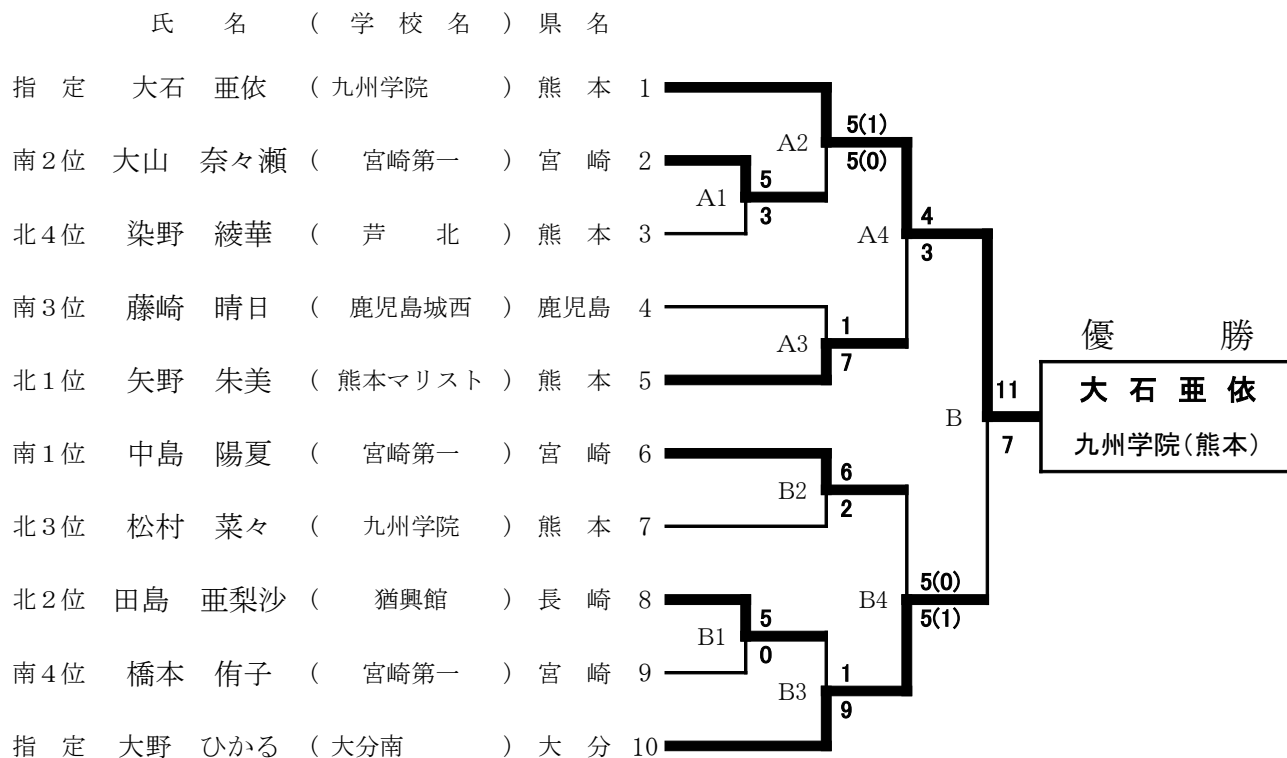 氏 名 ( 学 校 名 ) 県 名
指 定 大石 亜依 ( 九州学院 ) 熊 本 1
5(1)
A2
5(0)
南２位 大山 奈々瀬 ( 宮崎第一 ) 宮 崎 2
5
A1
3
北４位 染野 綾華 ( 芦 北 ) 熊 本 3
4
A4
3
南３位 藤崎 晴日 ( 鹿児島城西 ) 鹿児島 4
1
A3
7
北１位 矢野 朱美 ( 熊本マリスト ) 熊 本 5
優 勝
11
大 石 亜 依
B
7
九州学院(熊本)
南１位 中島 陽夏 ( 宮崎第一 ) 宮 崎 6
6
B2
2
北３位 松村 菜々 ( 九州学院 ) 熊 本 7
5(0)
北２位 田島 亜梨沙 ( 猶興館 ) 長 崎 8
B4
5(1)
5
B1
0
南４位 橋本 侑子 ( 宮崎第一 ) 宮 崎 9
1
B3
9
指 定 大野 ひかる ( 大分南 ) 大 分 10